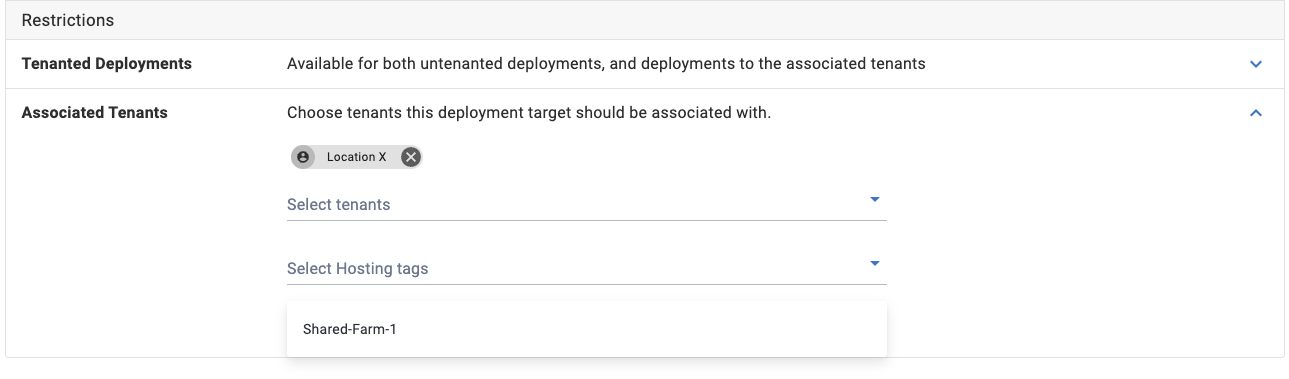 Restrictions
Tenanted Deployments
Available for both untenanted deployments, and deployments to the associated tenants
Associated Tenants
Choose tenants this deployment target should be associated with.
Location X
Select tenants
Select Hosting tags
Shared-Farm-1